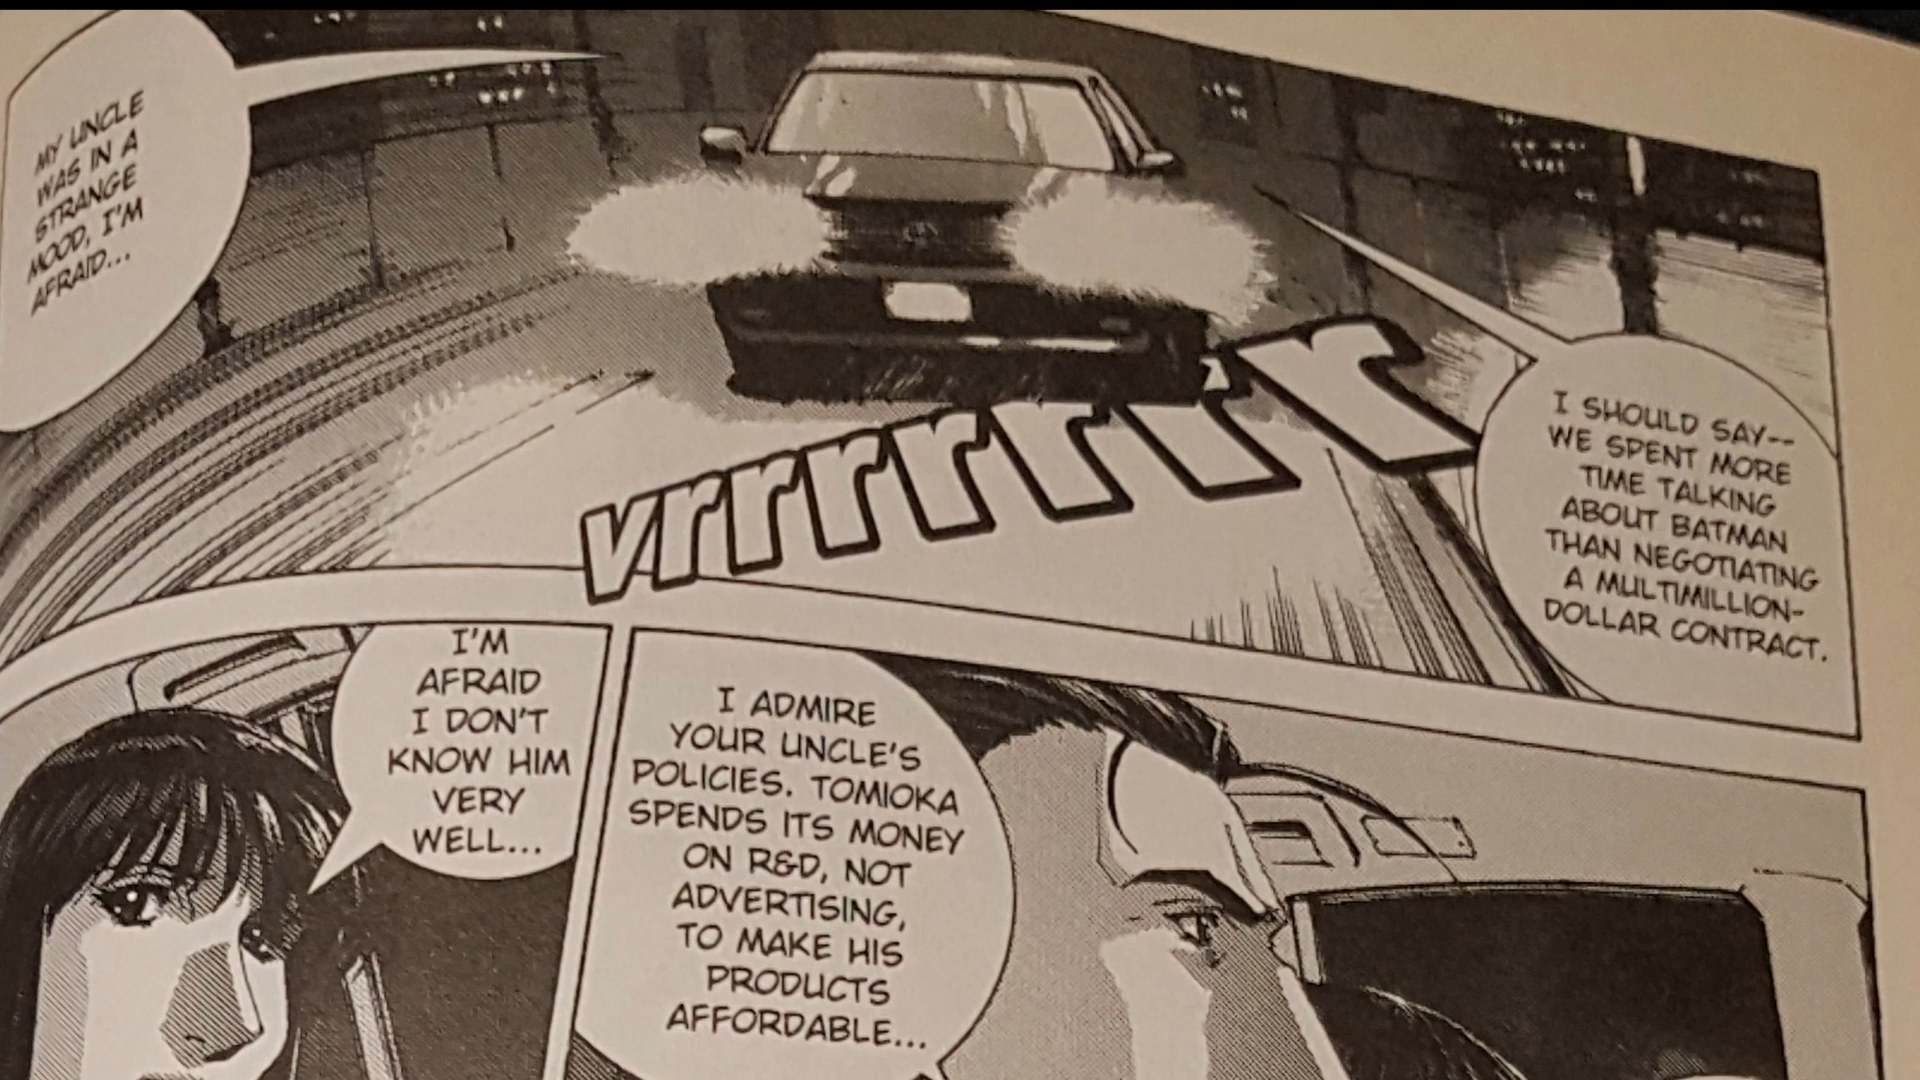 MY UNCLE
WAS IN A
STRANGE
MOOD, I'M
AFRAID...
vrrrrrrrr
I SHOULD SAY--
WE SPENT MORE
TIME TALKING
ABOUT BATMAN
THAN NEGOTIATING
A MULTIMILLION-
DOLLAR CONTRACT.
I'M
AFRAID
I DON'T
KNOW HIM
VERY
WELL...
I ADMIRE
YOUR UNCLE'S
POLICIES. TOMIOKA
SPENDS ITS MONEY
ON R&D, NOT
ADVERTISING,
TO MAKE HIS
PRODUCTS
AFFORDABLE...